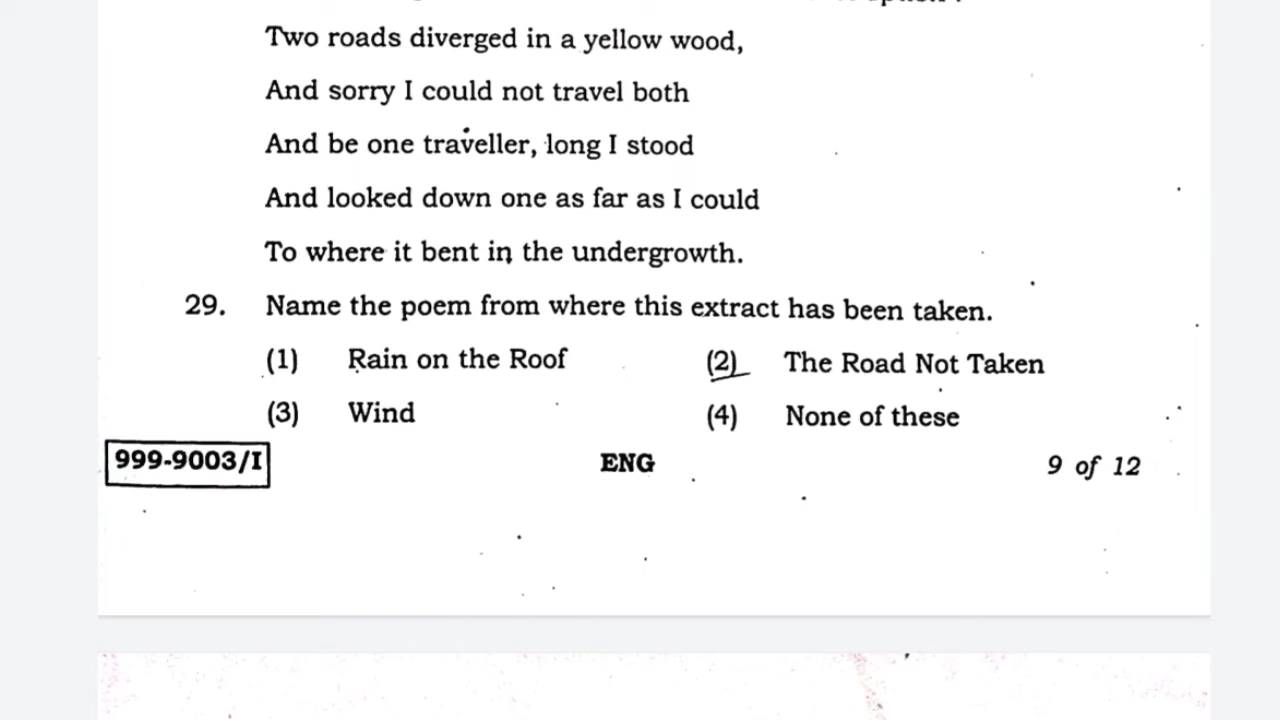 Two roads diverged in a yellow wood,
And sorry I could not travel both
And be one traveller, long I stood
And looked down one as far as I could
To where it bent in the undergrowth.
29. Name the poem from where this extract has been taken.
(1) Rain on the Roof (2) The Road Not Taken
(3) Wind (4) None of these
999-9003/I ENG 9 of 12